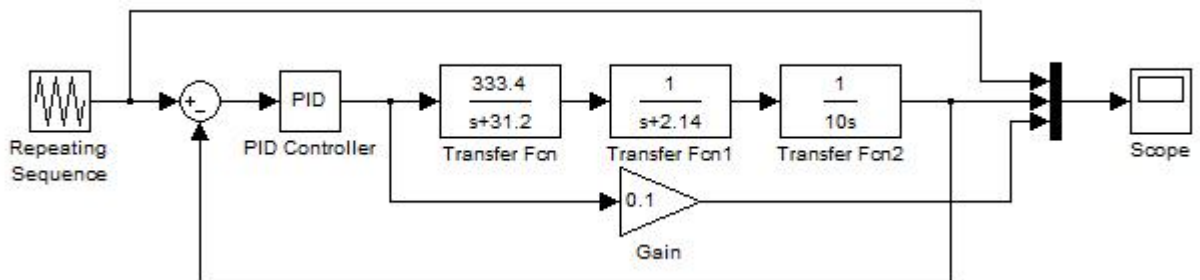 Repeating
Sequence
+
−
PID
PID Controller
333.4
s+31.2
Transfer Fcn
1
s+2.14
Transfer Fcn1
1
10s
Transfer Fcn2
0.1
Gain
Scope